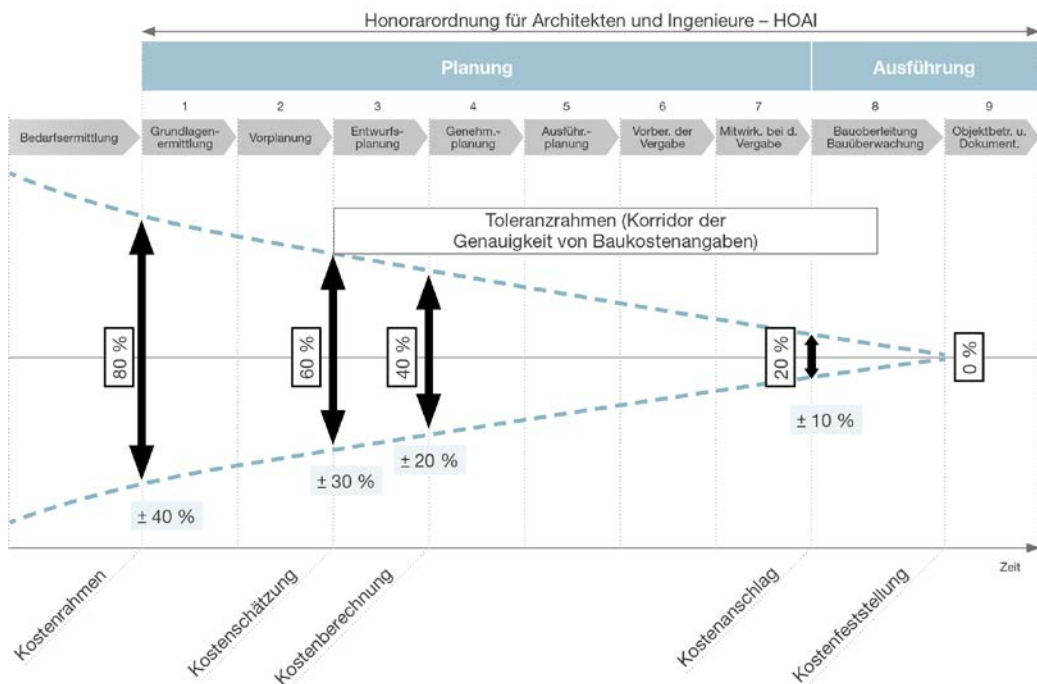 Honorarordnung für Architekten und Ingenieure – HOAI
Planung
Ausführung
1
2
3
4
5
6
7
8
9
Bedarfsermittlung
Grundlagen-
ermittlung
Vorplanung
Entwurfs-
planung
Genehm.-
planung
Ausführ.-
planung
Vorber. der
Vergabe
Mitwirk. bei d.
Vergabe
Bauoberleitung
Bauüberwachung
Objektbetr. u.
Dokument.
Toleranzrahmen (Korridor der
Genauigkeit von Baukostenangaben)
80 %
60 %
40 %
20 %
0 %
± 40 %
± 30 %
± 20 %
± 10 %
Zeit
Kostenrahmen
Kostenschätzung
Kostenberechnung
Kostenanschlag
Kostenfeststellung